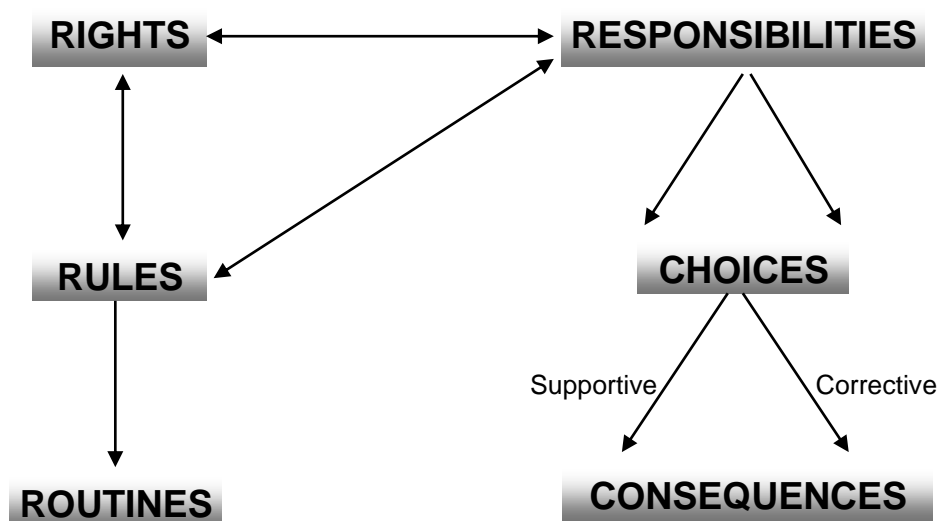 RIGHTS
RESPONSIBILITIES
RULES
CHOICES
Supportive
Corrective
ROUTINES
CONSEQUENCES